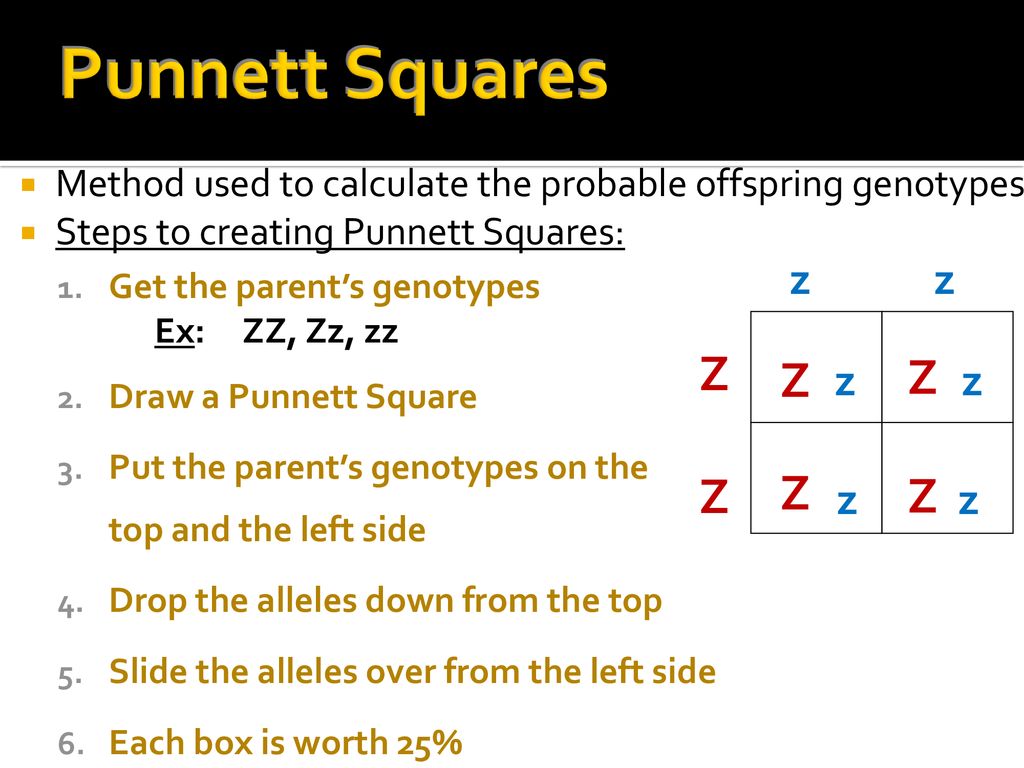 Punnett Squares
Method used to calculate the probable offspring genotypes
Steps to creating Punnett Squares:
1. Get the parent’s genotypes
Ex: ZZ, Zz, zz
2. Draw a Punnett Square
3. Put the parent’s genotypes on the
top and the left side
4. Drop the alleles down from the top
5. Slide the alleles over from the left side
6. Each box is worth 25%
z z
Z Z z Z z
Z Z z Z z